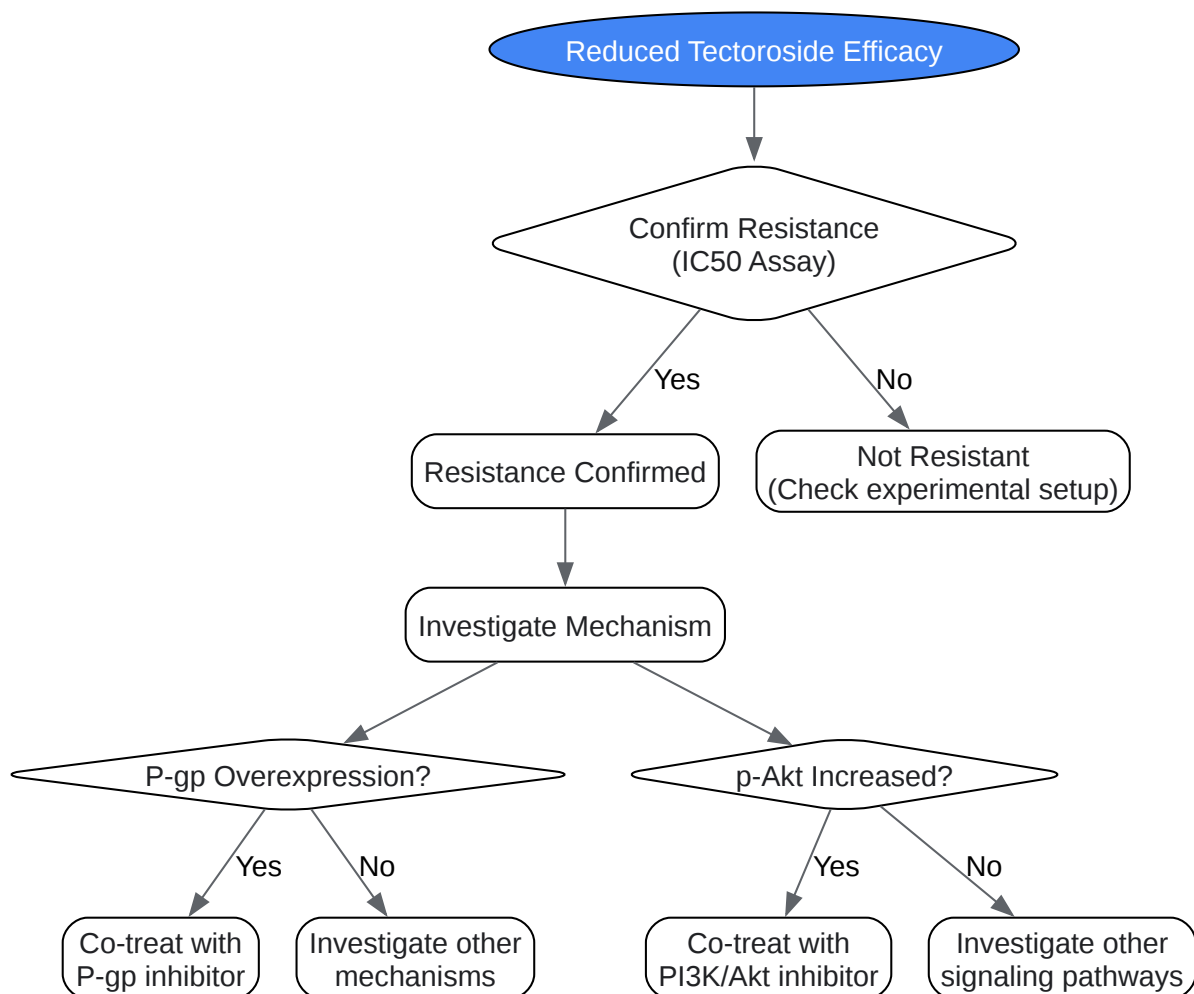 Reduced Tectoroside Efficacy
Confirm Resistance
(IC50 Assay)
Yes
No
Resistance Confirmed
Not Resistant
(Check experimental setup)
Investigate Mechanism
P-gp Overexpression?
p-Akt Increased?
Yes
No
Yes
No
Co-treat with
P-gp inhibitor
Investigate other
mechanisms
Co-treat with
PI3K/Akt inhibitor
Investigate other
signaling pathways